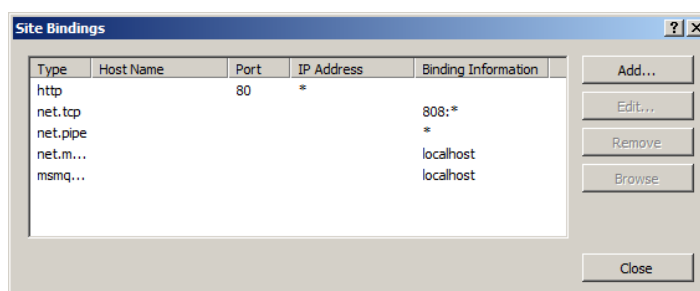 Site Bindings
Type Host Name Port IP Address Binding Information
http 80 *
net.tcp 808:*
net.pipe *
net.m... localhost
msmq... localhost
Add...
Edit...
Remove
Browse
Close